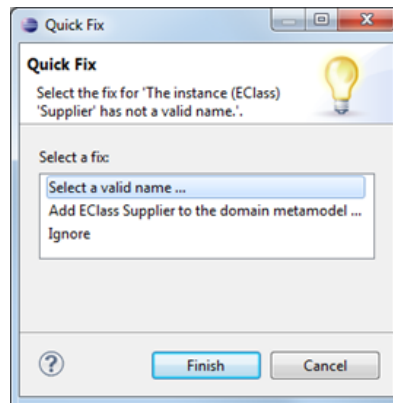 Quick Fix
Quick Fix
Select the fix for 'The instance (EClass)
'Supplier' has not a valid name.'.
Select a fix:
Select a valid name ...
Add EClass Supplier to the domain metamodel ...
Ignore
?
Finish
Cancel